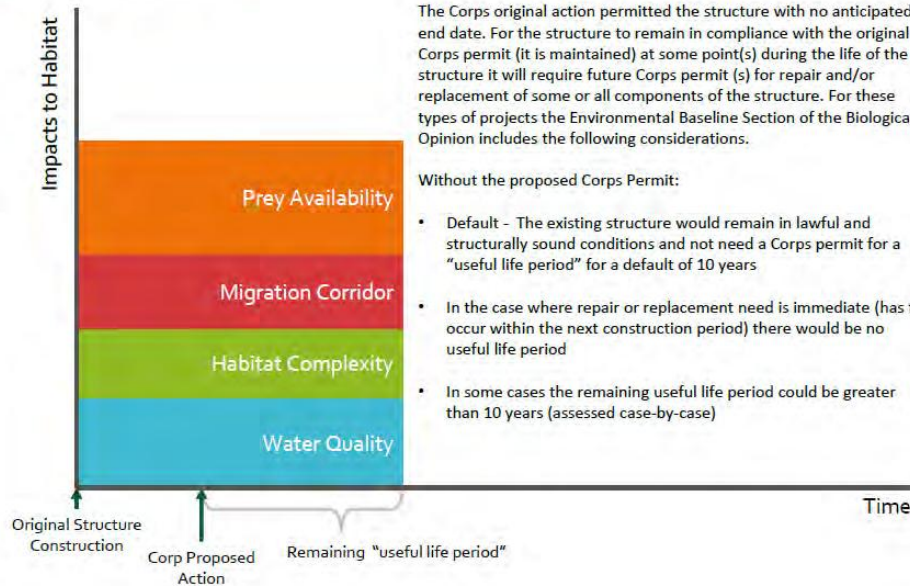 Impacts to Habitat
The Corps original action permitted the structure with no anticipated
end date. For the structure to remain in compliance with the original
Corps permit (it is maintained) at some point(s) during the life of the
structure it will require future Corps permit (s) for repair and/or
replacement of some or all components of the structure. For these
types of projects the Environmental Baseline Section of the
Opinion includes the following considerations.
Without the proposed Corps Permit:
• Default - The existing structure would remain in lawful and
structurally sound conditions and not need a Corps permit for a
"useful life period" for a default of 10 years
• In the case where repair or replacement need is immediate (has
occur within the next construction period) there would be no
useful life period
• In some cases the remaining useful life period could be greater
than 10 years (assessed case-by-case)
Prey Availability
Migration Corridor
Habitat Complexity
Water Quality
Time
Original Structure
Construction
Corp Proposed
Action
Remaining "useful life period"